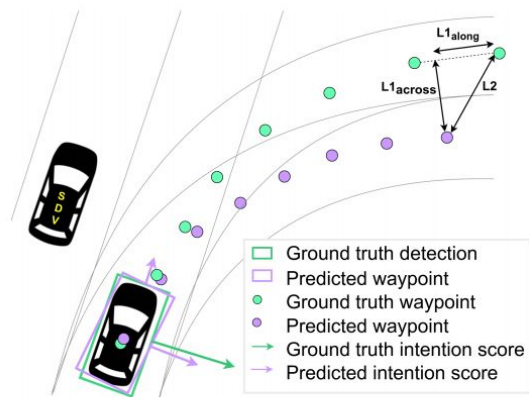 L1along
L1across
L2
SDV
Ground truth detection
Predicted waypoint
Ground truth waypoint
Predicted waypoint
Ground truth intention score
Predicted intention score